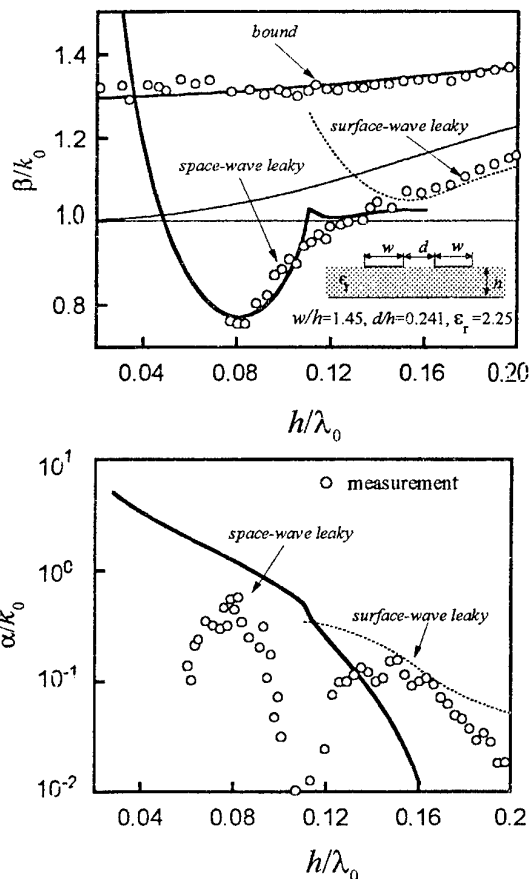 1.4
bound
1.2
surface-wave leaky
β/k0
space-wave leaky
1.0
w d w
εr h
0.8
w/h=1.45, d/h=0.241, εr=2.25
0.04 0.08 0.12 0.16 0.20
h/λ0
10^1
measurement
space-wave leaky
10^0
α/k0
surface-wave leaky
10^-1
10^-2
0.04 0.08 0.12 0.16 0.2
h/λ0